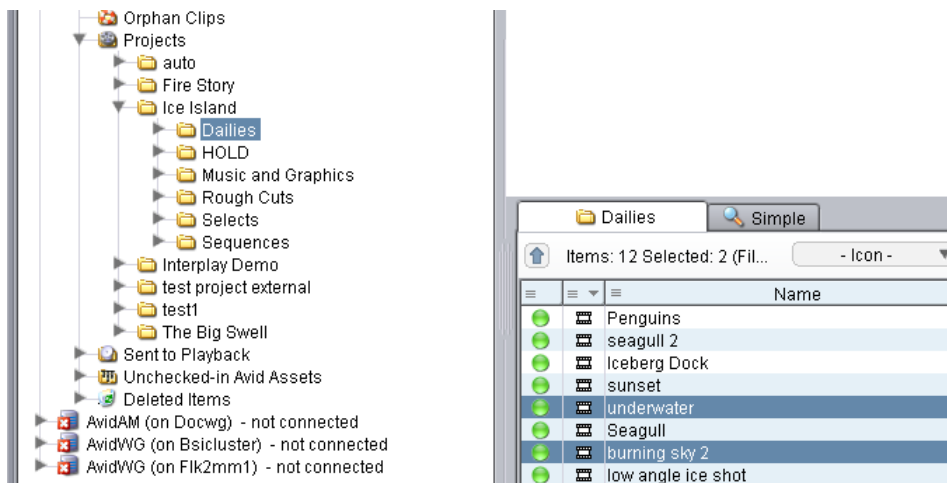 Orphan Clips
Projects
auto
Fire Story
Ice Island
Dailies
HOLD
Music and Graphics
Rough Cuts
Selects
Sequences
Interplay Demo
test project external
test1
The Big Swell
Sent to Playback
Unchecked-in Avid Assets
Deleted Items
AvidAM (on Docwg) - not connected
AvidWG (on Bsicluster) - not connected
AvidWG (on Flk2mm1) - not connected
Dailies Simple
Items: 12 Selected: 2 (Fil... - Icon -
Name
Penguins
seagull 2
Iceberg Dock
sunset
underwater
Seagull
burning sky 2
low angle ice shot